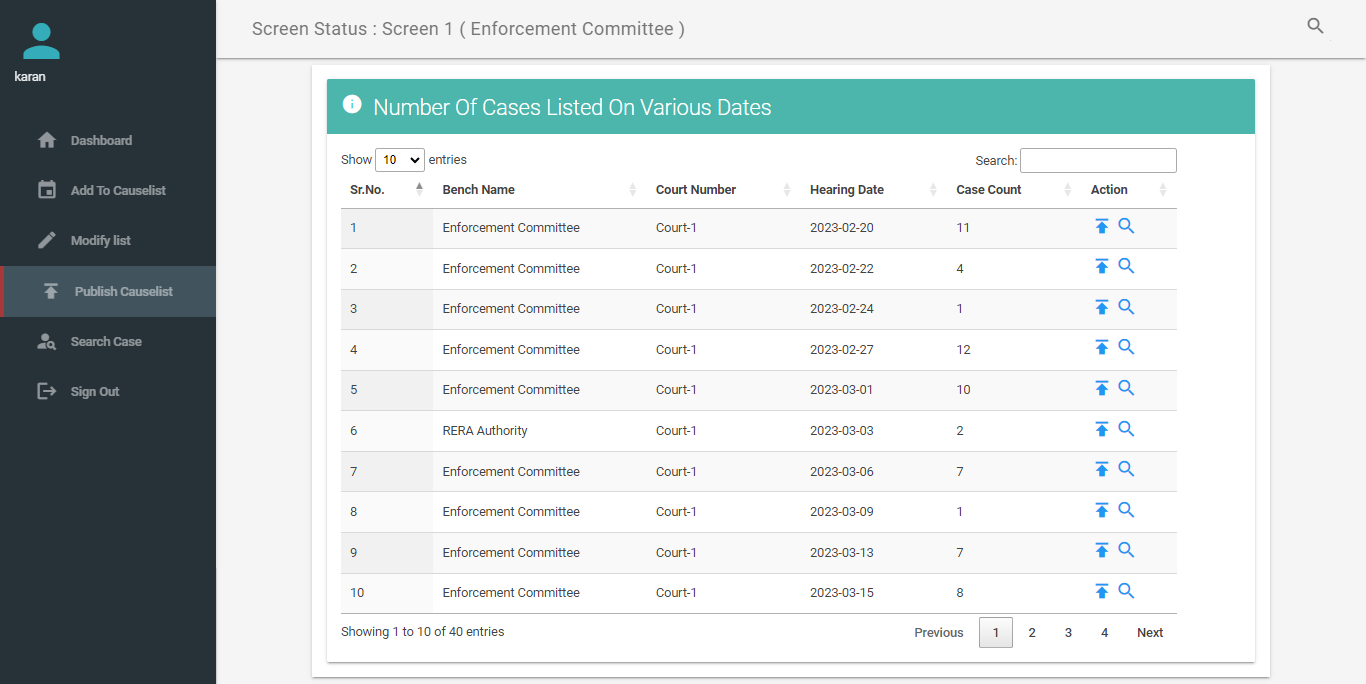 Screen Status : Screen 1 ( Enforcement Committee )
karan
Dashboard
Add To Causelist
Modify list
Publish Causelist
Search Case
Sign Out
Number Of Cases Listed On Various Dates
Show 10 entries Search:
Sr.No. Bench Name Court Number Hearing Date Case Count Action
1 Enforcement Committee Court-1 2023-02-20 11
2 Enforcement Committee Court-1 2023-02-22 4
3 Enforcement Committee Court-1 2023-02-24 1
4 Enforcement Committee Court-1 2023-02-27 12
5 Enforcement Committee Court-1 2023-03-01 10
6 RERA Authority Court-1 2023-03-03 2
7 Enforcement Committee Court-1 2023-03-06 7
8 Enforcement Committee Court-1 2023-03-09 1
9 Enforcement Committee Court-1 2023-03-13 7
10 Enforcement Committee Court-1 2023-03-15 8
Showing 1 to 10 of 40 entries Previous 1 2 3 4 Next